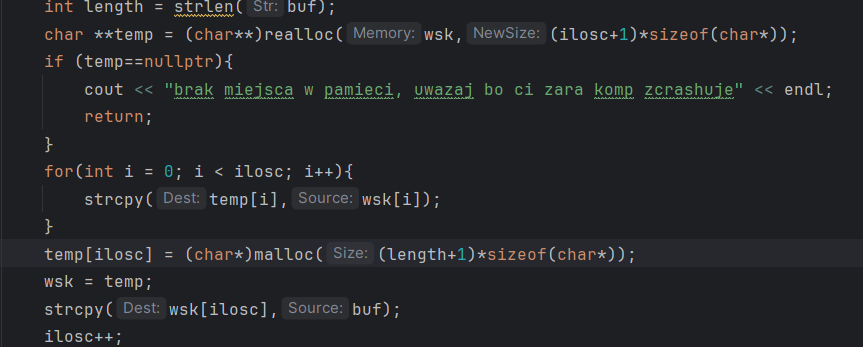 int length = strlen( Str: buf);
char **temp = (char**)realloc( Memory: wsk, NewSize: (ilosc+1)*sizeof(char*));
if (temp==nullptr){
cout << "brak miejsca w pamieci, uwazaj bo ci zara komp zcrashuje" << endl;
return;
}
for(int i = 0; i < ilosc; i++){
strcpy( Dest: temp[i], Source: wsk[i]);
}
temp[ilosc] = (char*)malloc( Size: (length+1)*sizeof(char*));
wsk = temp;
strcpy( Dest: wsk[ilosc], Source: buf);
ilosc++;